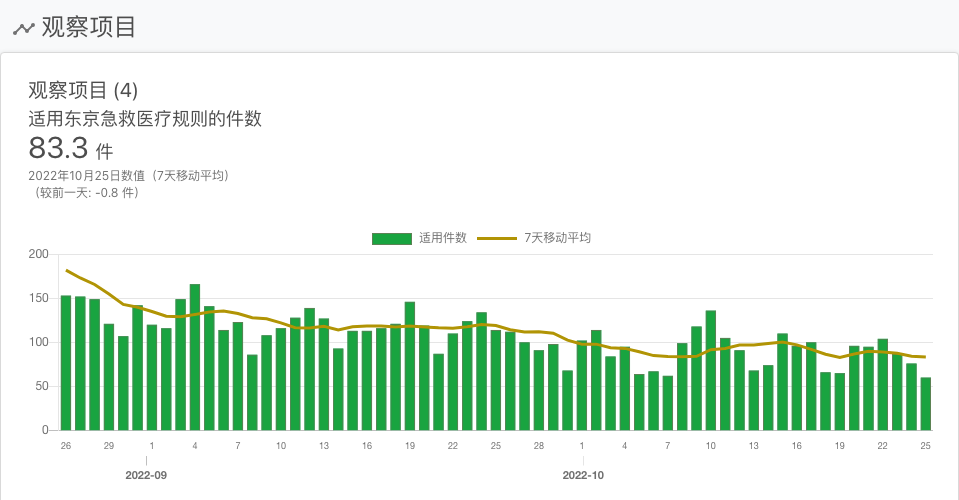 观察项目
观察项目 (4)
适用东京急救医疗规则的件数
83.3 件
2022年10月25日数值（7天移动平均）
（较前一天: -0.8 件）
适用件数 7天移动平均
200
150
100
50
0
26 29 1 4 7 10 13 16 19 22 25 28 1 4 7 10 13 16 19 22 25
2022-09 2022-10